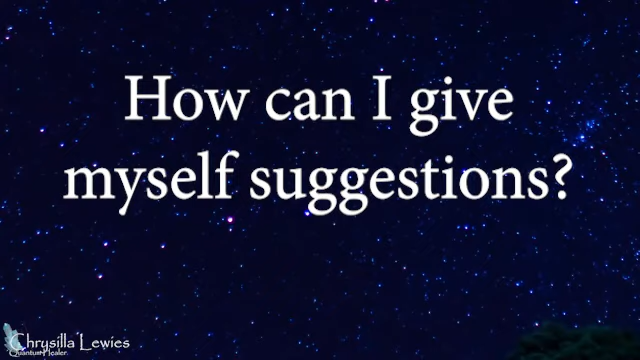 How can I give
myself suggestions?
Chrysilla Lewies
Quantum Healer.